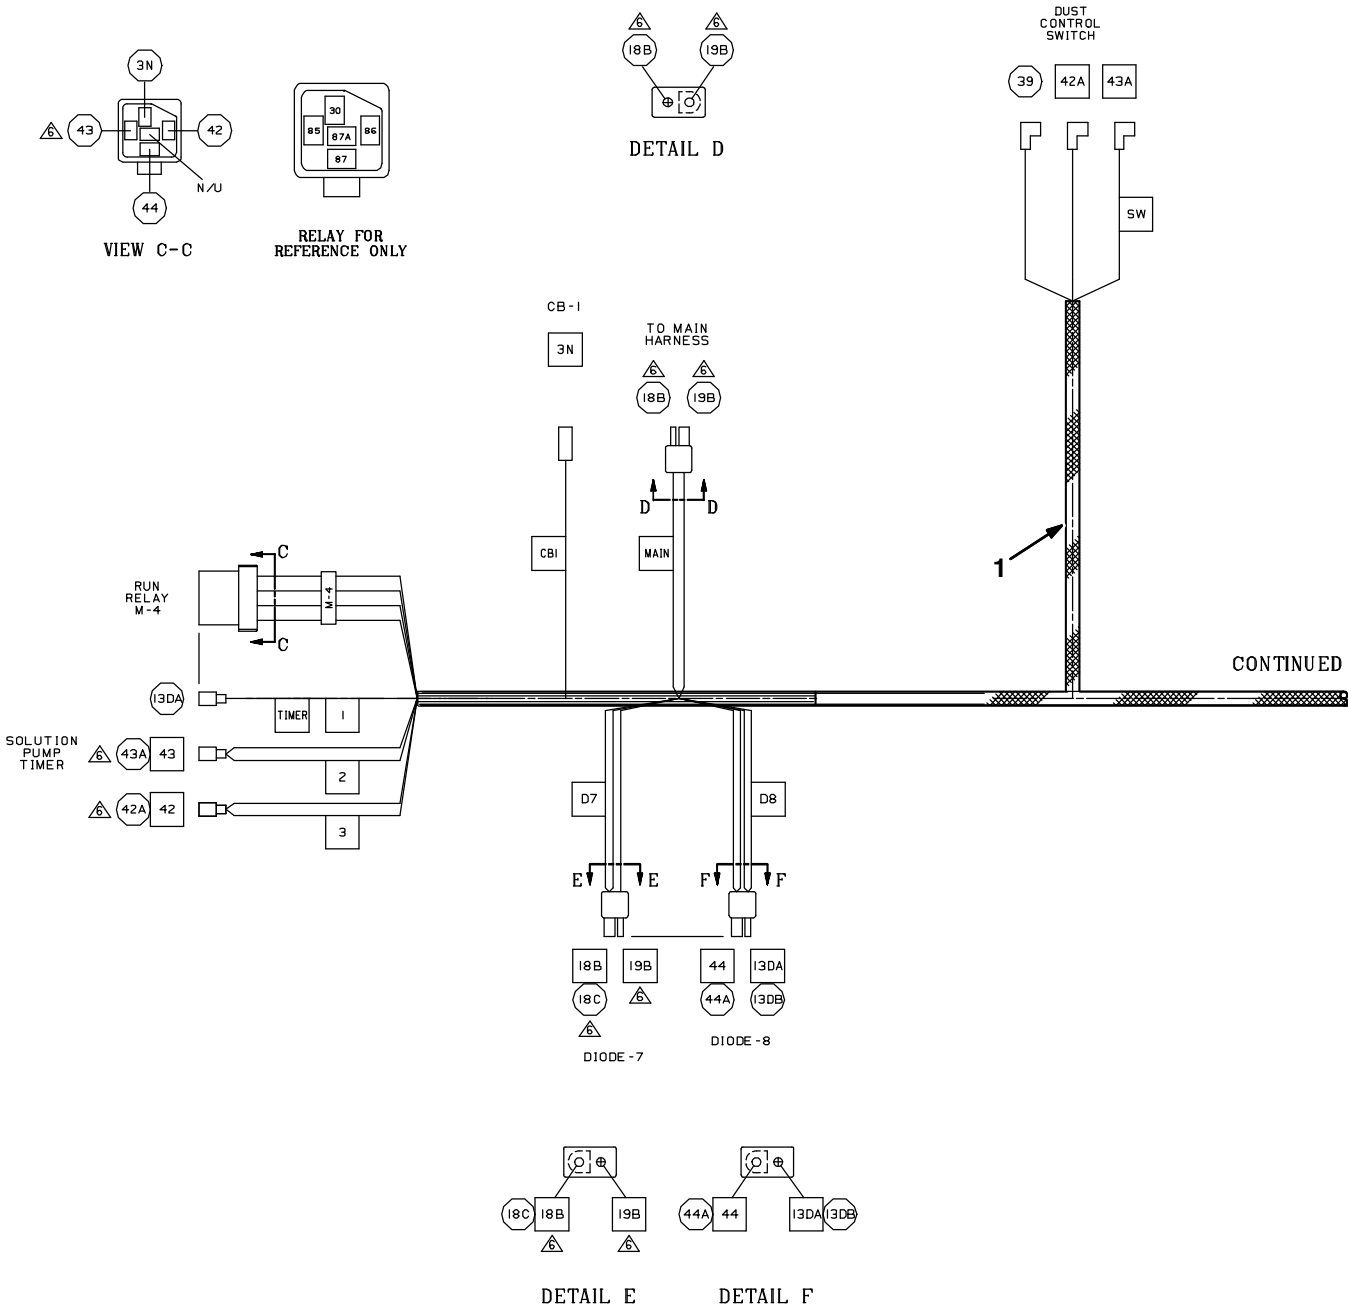 DUST
CONTROL
SWITCH
39 42A 43A
SW
6 6
18B 19B
DETAIL D
3N
6 43 42
N/U
44
VIEW C-C
30
85 87A 86
87
RELAY FOR
REFERENCE ONLY
CB-1
3N
TO MAIN
HARNESS
6 6
18B 19B
D D
CB1 MAIN
1
C
RUN
RELAY
M-4
M-4
C
CONTINUED
13DA
TIMER 1
SOLUTION
PUMP
TIMER
6 43A 43
2
6 42A 42
3
D7 D8
E E F F
18B 19B 44 13DA
18C 6 44A 13DB
6
DIODE-7 DIODE-8
18C 18B 19B 44A 44 13DA 13DB
6 6
DETAIL E DETAIL F